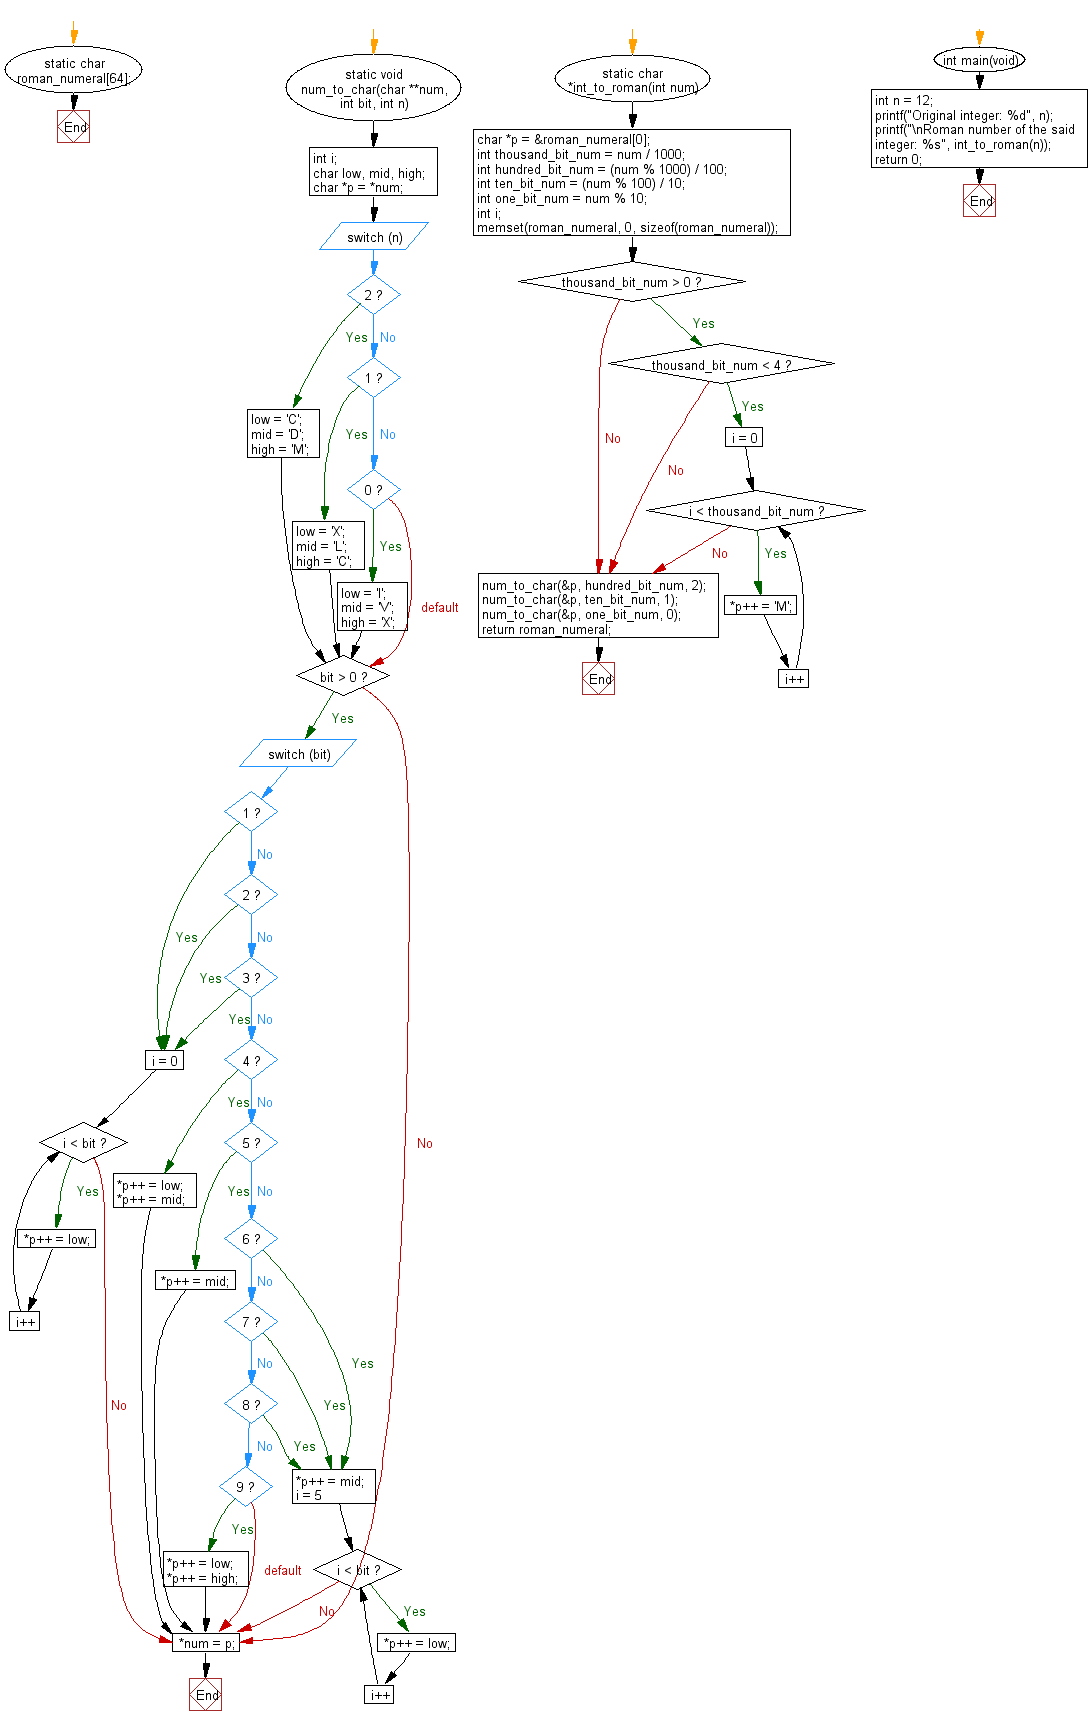 static char
roman_numeral[64];
End
static void
num_to_char(char **num,
int bit, int n)
int i;
char low, mid, high;
char *p = *num;
switch (n)
2 ?
Yes
No
1 ?
low = 'C';
mid = 'D';
high = 'M';
Yes
No
0 ?
low = 'X';
mid = 'L';
high = 'C';
Yes
low = 'I';
mid = 'V';
high = 'X';
default
bit > 0 ?
Yes
switch (bit)
1 ?
No
2 ?
Yes
No
3 ?
Yes
Yes
No
i = 0
4 ?
Yes
No
i < bit ?
5 ?
No
Yes
*p++ = low;
*p++ = mid;
Yes
No
*p++ = low;
6 ?
*p++ = mid;
No
i++
7 ?
No
Yes
8 ?
No
Yes
No
Yes
9 ?
*p++ = mid;
i = 5
Yes
*p++ = low;
*p++ = high;
default
i < bit ?
No
Yes
*num = p;
*p++ = low;
End
i++
static char
*int_to_roman(int num)
char *p = &roman_numeral[0];
int thousand_bit_num = num / 1000;
int hundred_bit_num = (num % 1000) / 100;
int ten_bit_num = (num % 100) / 10;
int one_bit_num = num % 10;
int i;
memset(roman_numeral, 0, sizeof(roman_numeral));
thousand_bit_num > 0 ?
Yes
thousand_bit_num < 4 ?
Yes
No
i = 0
No
i < thousand_bit_num ?
No
Yes
num_to_char(&p, hundred_bit_num, 2);
num_to_char(&p, ten_bit_num, 1);
num_to_char(&p, one_bit_num, 0);
return roman_numeral;
*p++ = 'M';
End
i++
int main(void)
int n = 12;
printf("Original integer: %d", n);
printf("\nRoman number of the said
integer: %s", int_to_roman(n));
return 0;
End